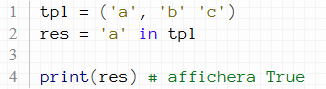 1 tpl = ('a', 'b' 'c')
2 res = 'a' in tpl
3
4 print(res) # affichera True